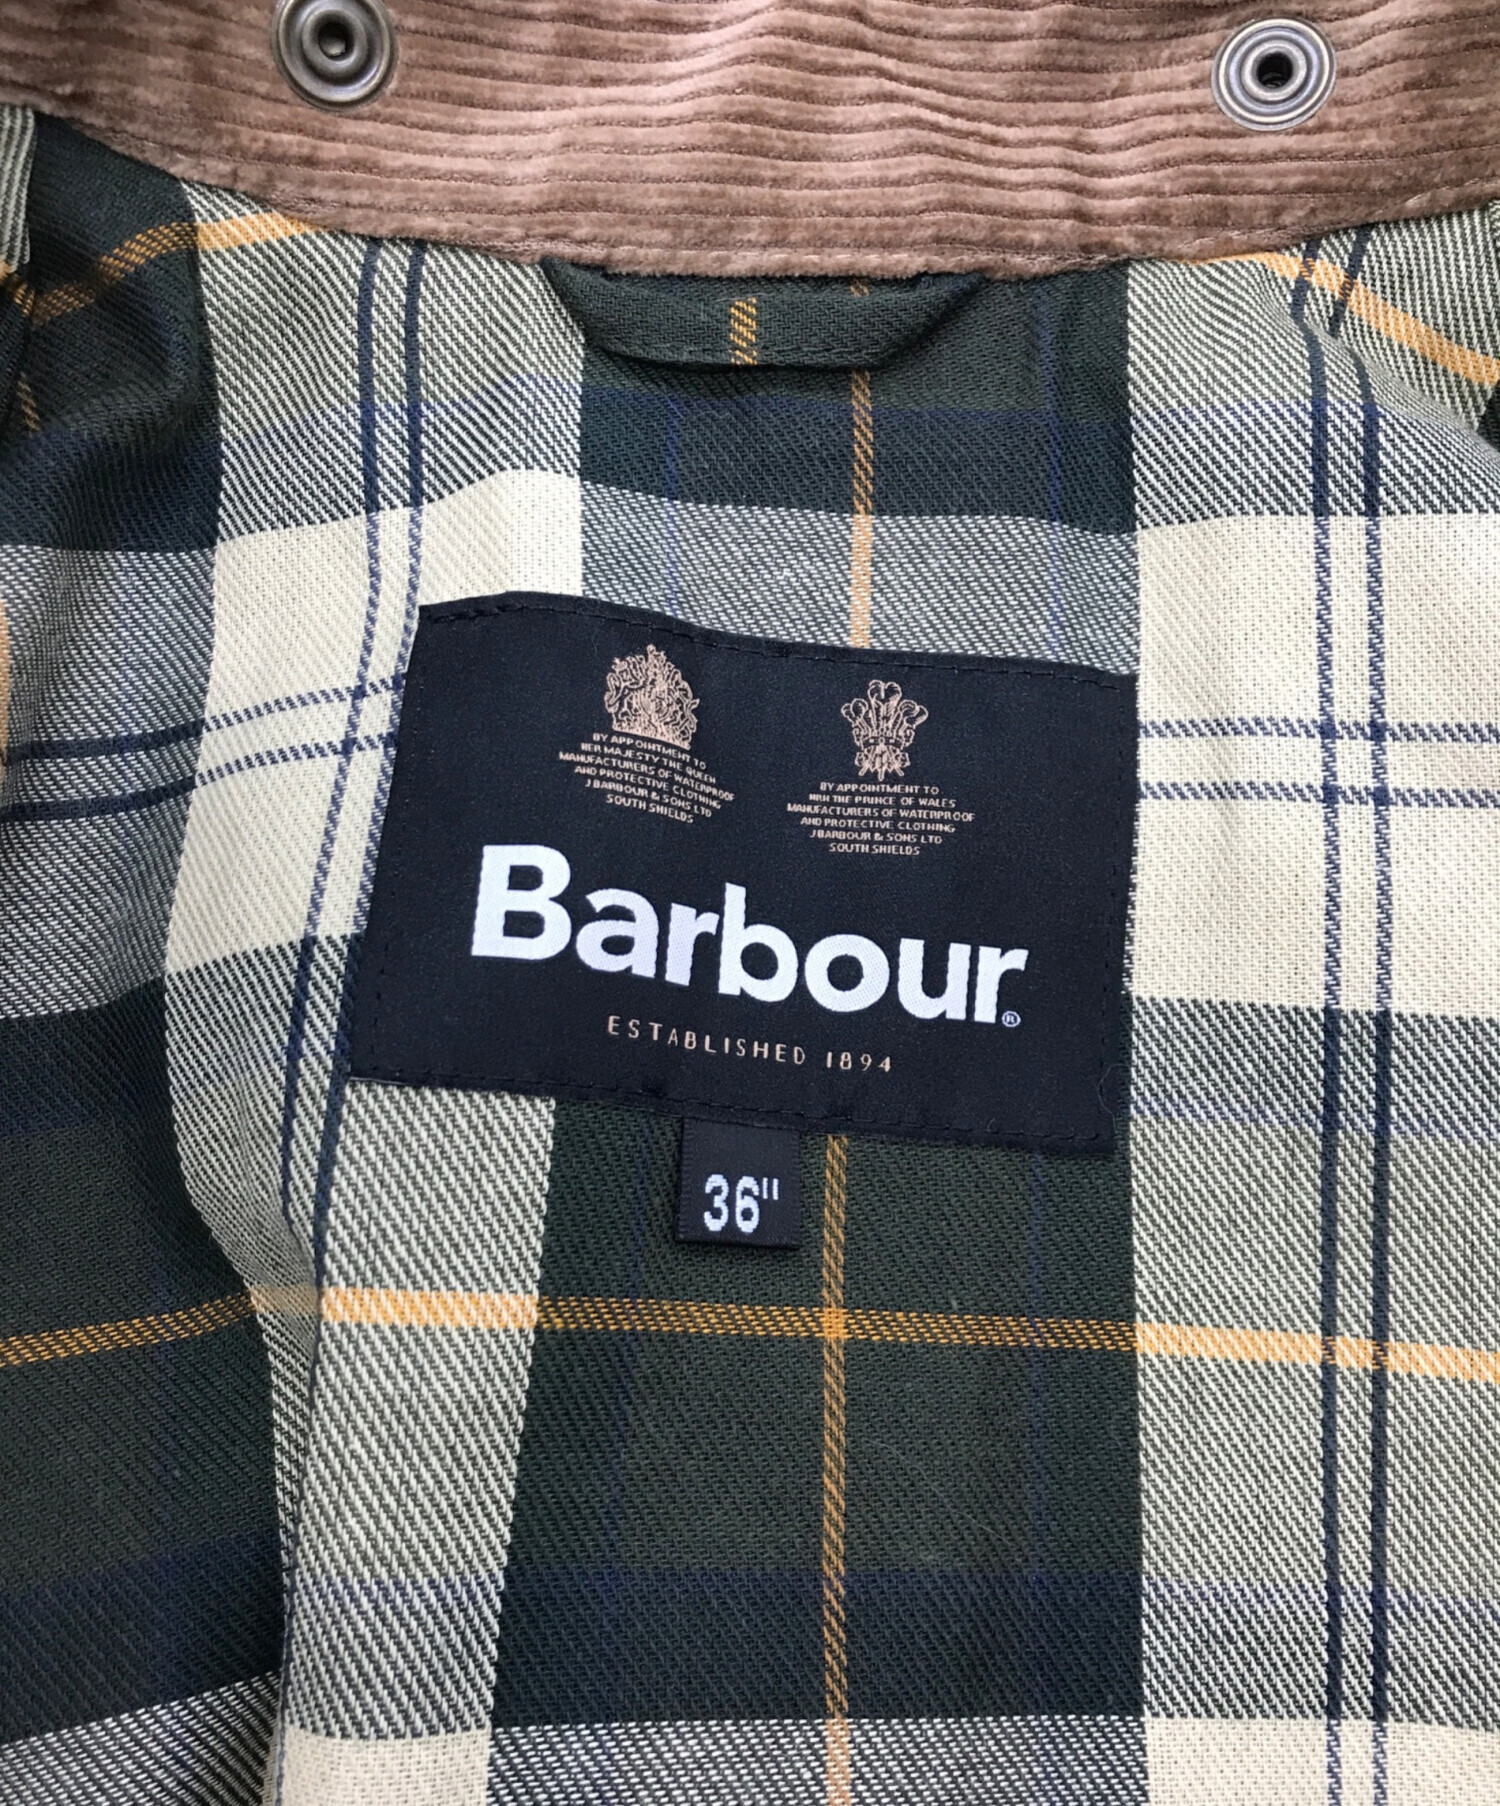 BY APPOINTMENT TO
HER MAJESTY THE QUEEN
MANUFACTURERS OF WATERPROOF
AND PROTECTIVE CLOTHING
J BARBOUR & SONS LTD
SOUTH SHIELDS
BY APPOINTMENT TO
HRH THE PRINCE OF WALES
MANUFACTURERS OF WATERPROOF
AND PROTECTIVE CLOTHING
J BARBOUR & SONS LTD
SOUTH SHIELDS
Barbour®
ESTABLISHED 1894
36"